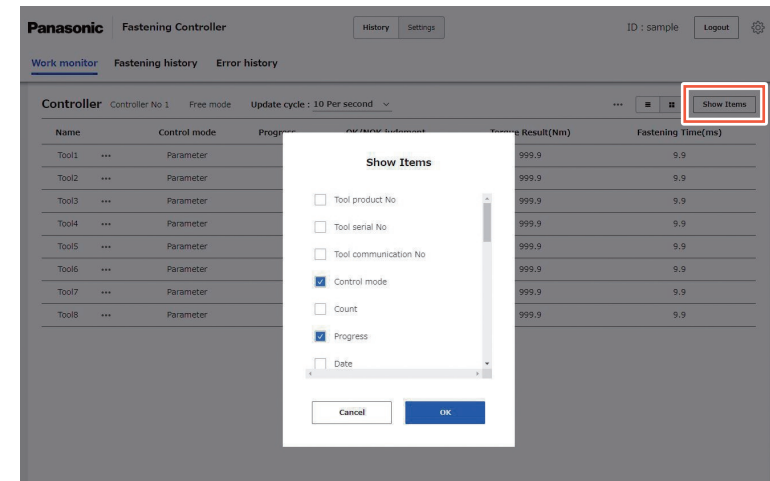 Panasonic Fastening Controller History Settings ID : sample Logout
Work monitor Fastening history Error history
Controller Controller No 1 Free mode Update cycle : 10 Per second ••• Show Items
Name Control mode Progress OK/NOK judgment Torque Result(Nm) Fastening Time(ms)
Tool1 ••• Parameter 999.9 9.9
Tool2 ••• Parameter 999.9 9.9
Tool3 ••• Parameter 999.9 9.9
Tool4 ••• Parameter 999.9 9.9
Tool5 ••• Parameter 999.9 9.9
Tool6 ••• Parameter 999.9 9.9
Tool7 ••• Parameter 999.9 9.9
Tool8 ••• Parameter 999.9 9.9
Show Items
Tool product No
Tool serial No
Tool communication No
Control mode
Count
Progress
Date
Cancel OK